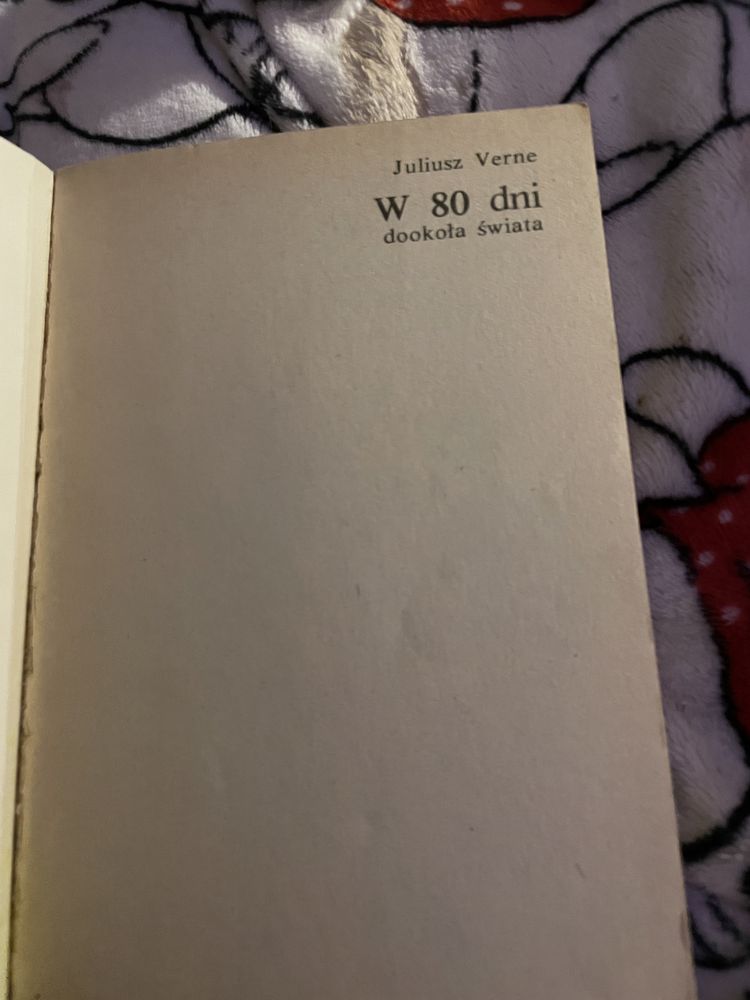 Juliusz Verne
W 80 dni
dookoła świata